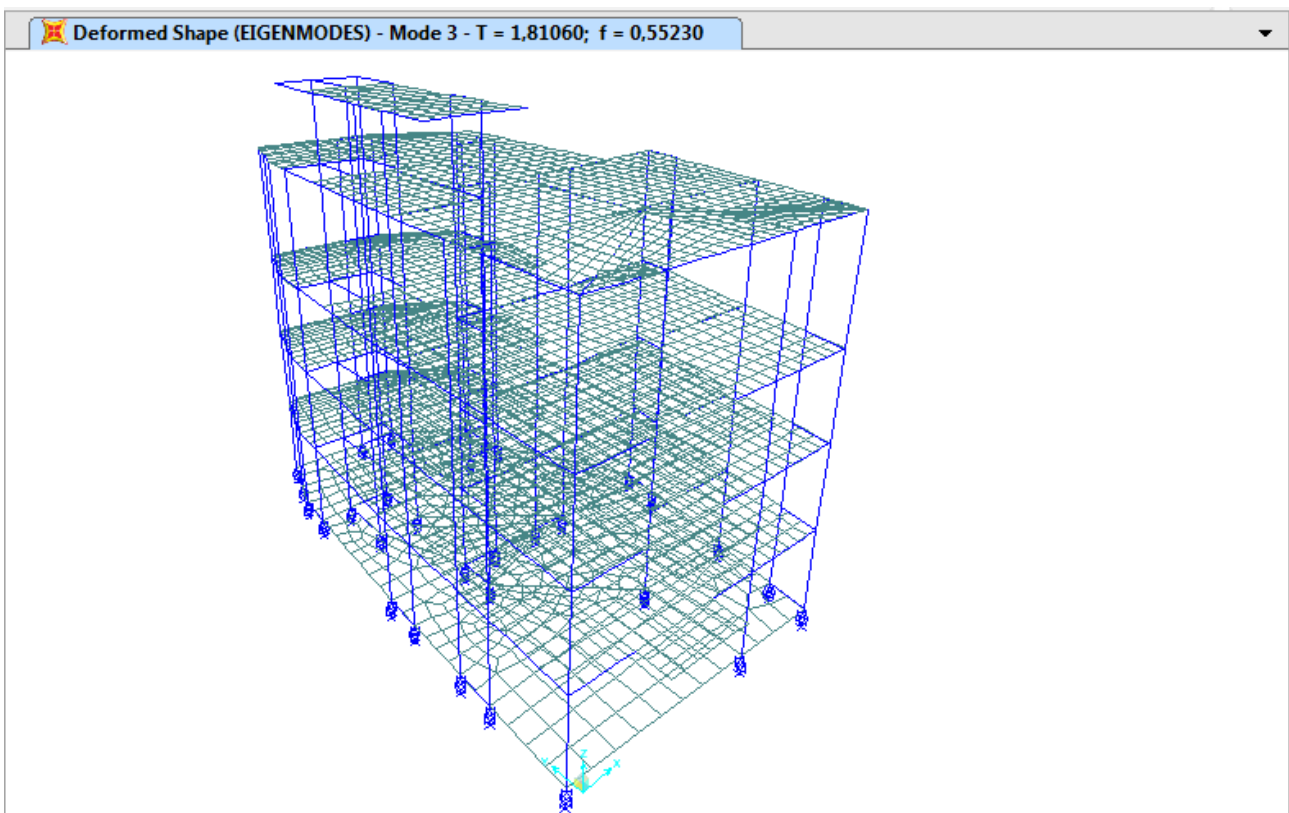 Deformed Shape (EIGENMODES) - Mode 3 - T = 1,81060; f = 0,55230
Z
Y
X